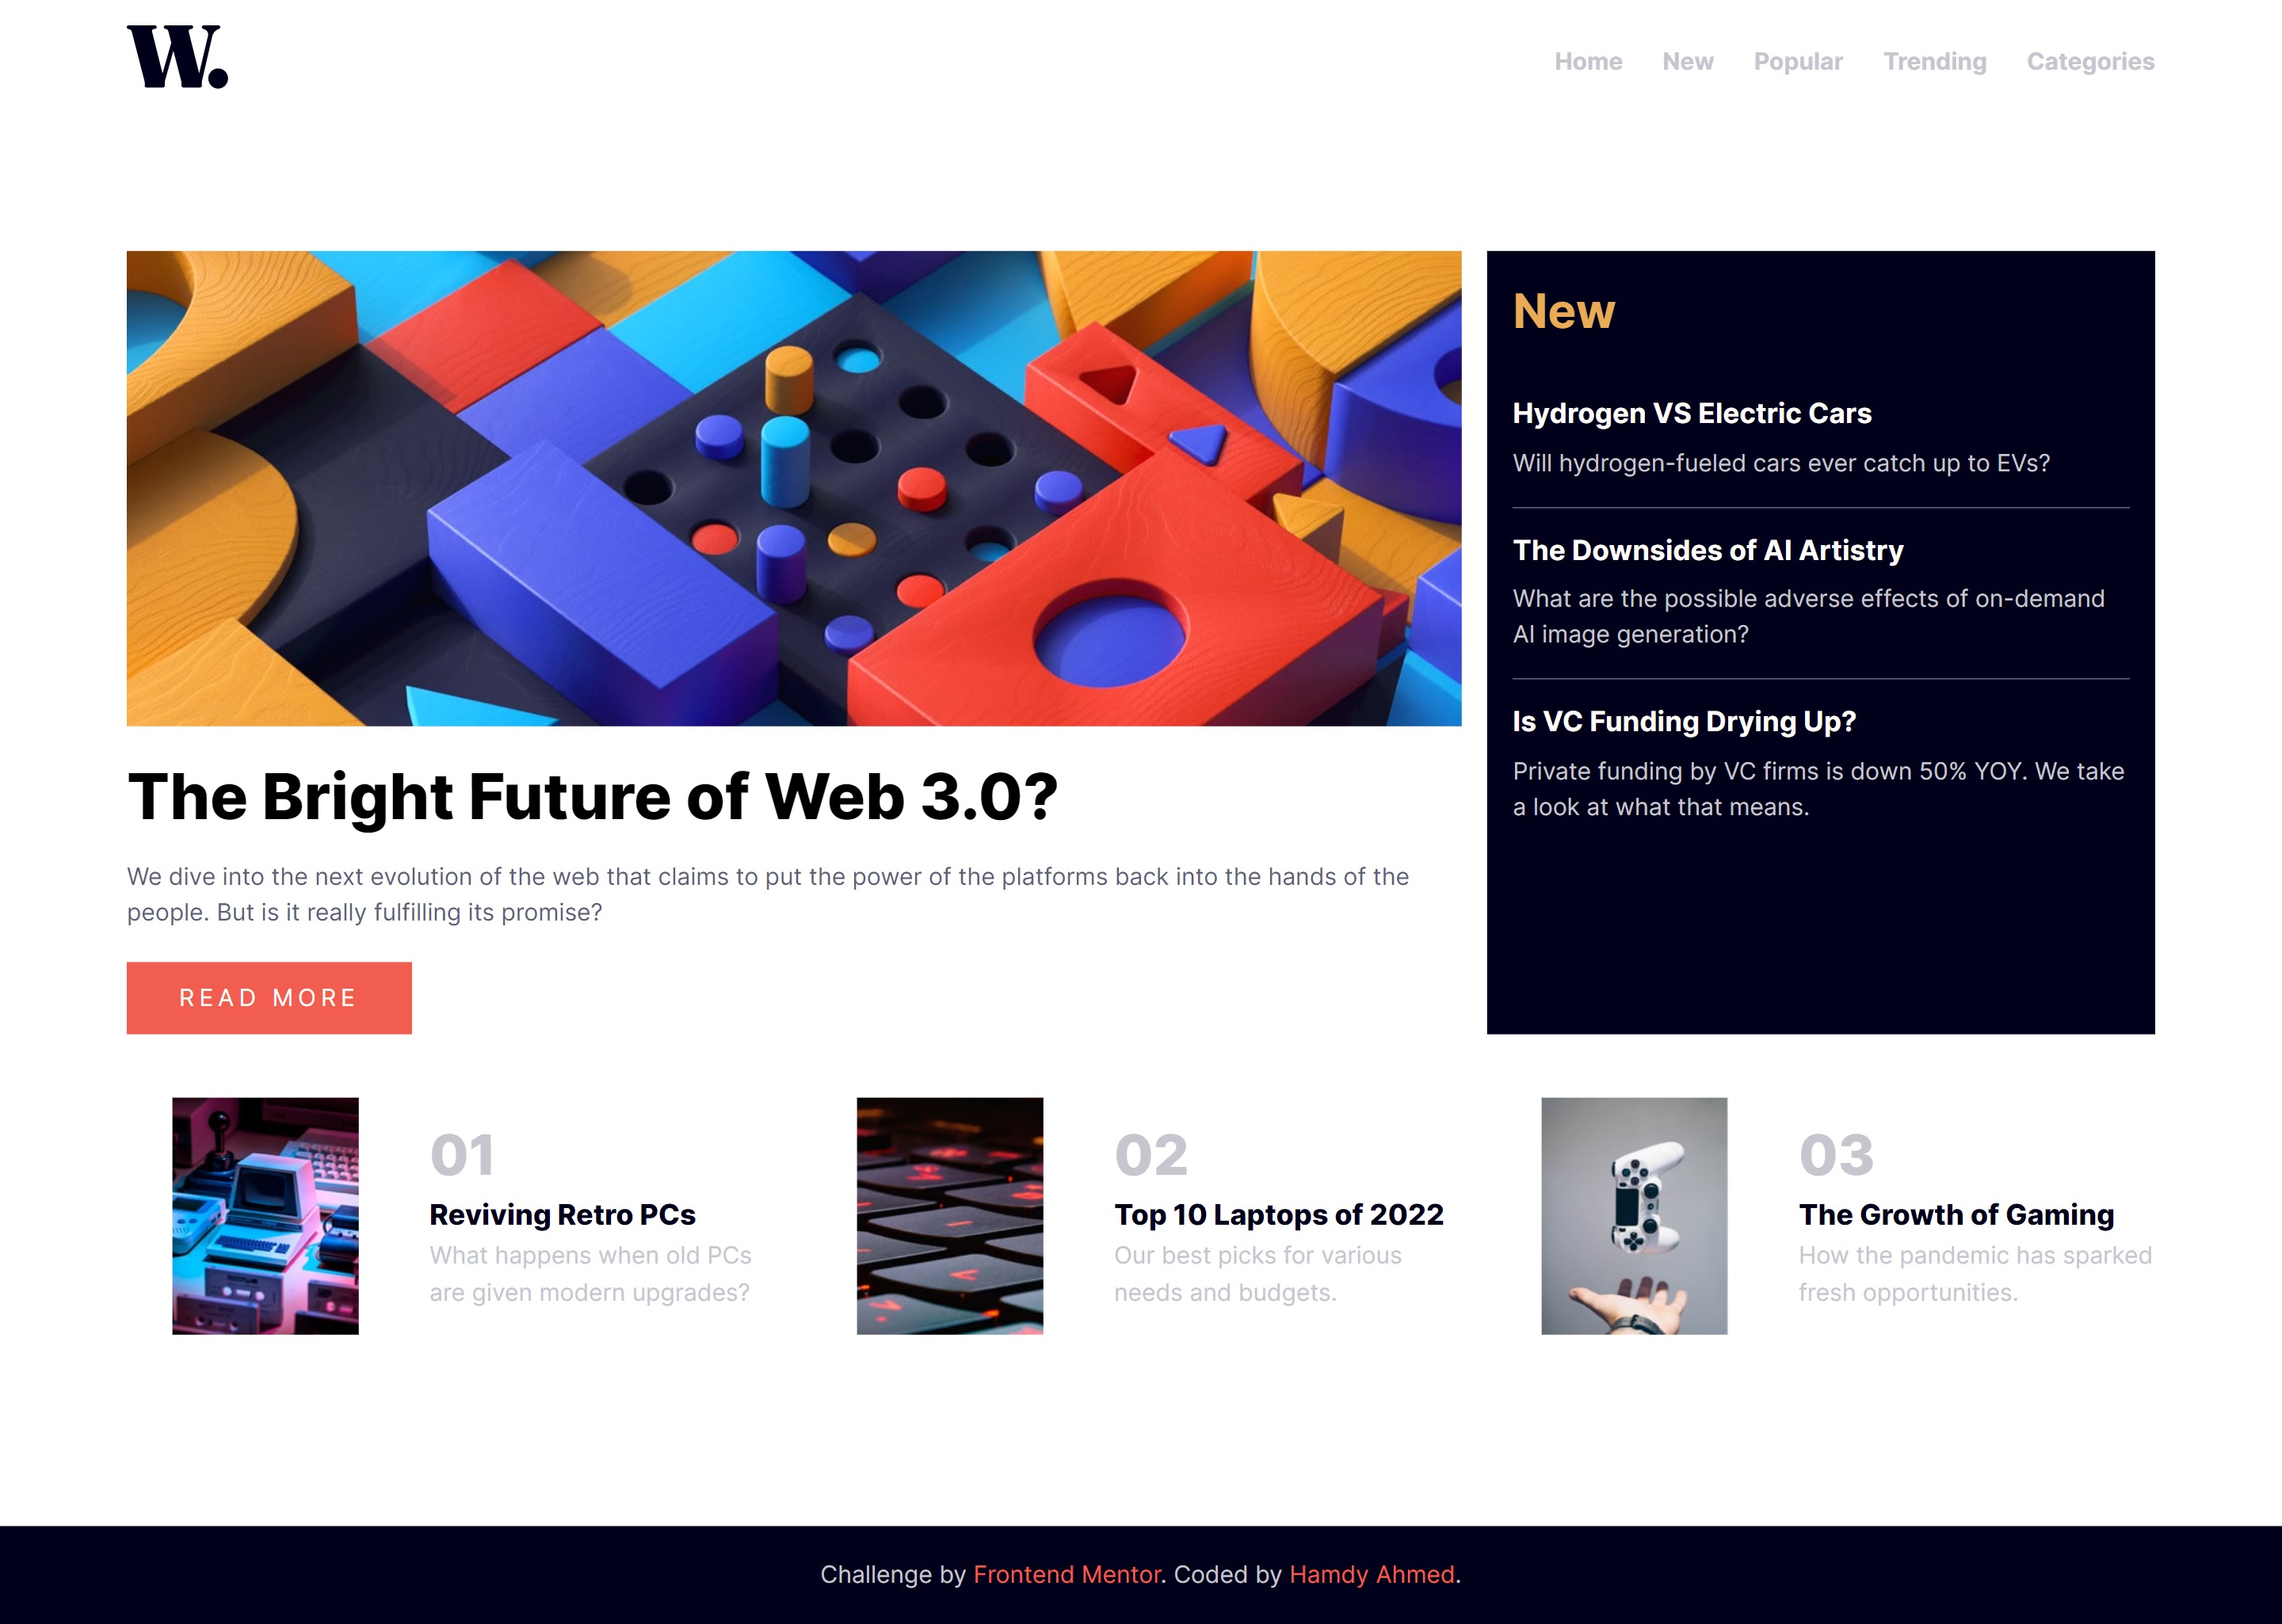 W.
Home New Popular Trending Categories
The Bright Future of Web 3.0?
We dive into the next evolution of the web that claims to put the power of the platforms back into the hands of the
people. But is it really fulfilling its promise?
READ MORE
New
Hydrogen VS Electric Cars
Will hydrogen-fueled cars ever catch up to EVs?
The Downsides of AI Artistry
What are the possible adverse effects of on-demand
AI image generation?
Is VC Funding Drying Up?
Private funding by VC firms is down 50% YOY. We take
a look at what that means.
01
Reviving Retro PCs
What happens when old PCs
are given modern upgrades?
02
Top 10 Laptops of 2022
Our best picks for various
needs and budgets.
03
The Growth of Gaming
How the pandemic has sparked
fresh opportunities.
Challenge by Frontend Mentor. Coded by Hamdy Ahmed.